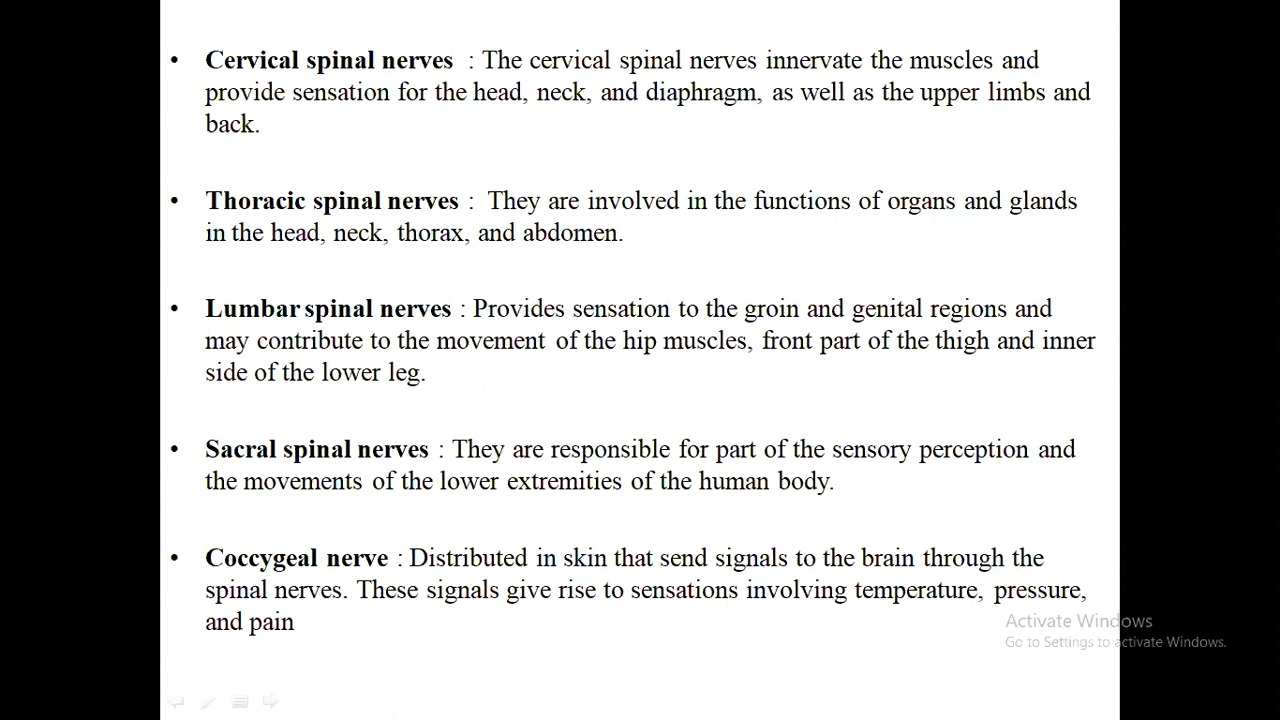 • Cervical spinal nerves : The cervical spinal nerves innervate the muscles and
provide sensation for the head, neck, and diaphragm, as well as the upper limbs and
back.
• Thoracic spinal nerves : They are involved in the functions of organs and glands
in the head, neck, thorax, and abdomen.
• Lumbar spinal nerves : Provides sensation to the groin and genital regions and
may contribute to the movement of the hip muscles, front part of the thigh and inner
side of the lower leg.
• Sacral spinal nerves : They are responsible for part of the sensory perception and
the movements of the lower extremities of the human body.
• Coccygeal nerve : Distributed in skin that send signals to the brain through the
spinal nerves. These signals give rise to sensations involving temperature, pressure,
and pain
Activate Windows
Go to Settings to activate Windows.